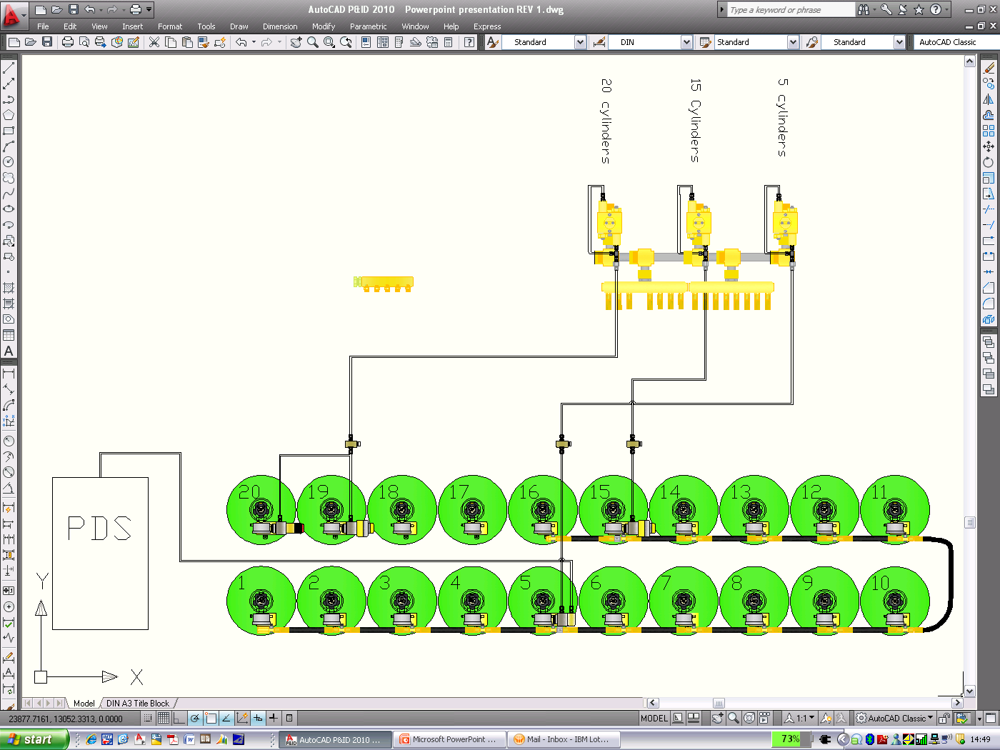 AutoCAD P&ID 2010 Powerpoint presentation REV 1.dwg
Type a keyword or phrase
File Edit View Insert Format Tools Draw Dimension Modify Parametric Window Help Express
Standard DIN Standard Standard AutoCAD Classic
20 cylinders
15 Cylinders
5 cylinders
20 19 18 17 16 15 14 13 12 11
PDS
1 2 3 4 5 6 7 8 9 10
Y
X
Model DIN A3 Title Block
23877.7161, 13052.3313, 0.0000 MODEL 1:1 AutoCAD Classic
start AutoCAD P&ID 2010 ... Microsoft PowerPoint ... Mail - Inbox - IBM Lot... 73% 14:49